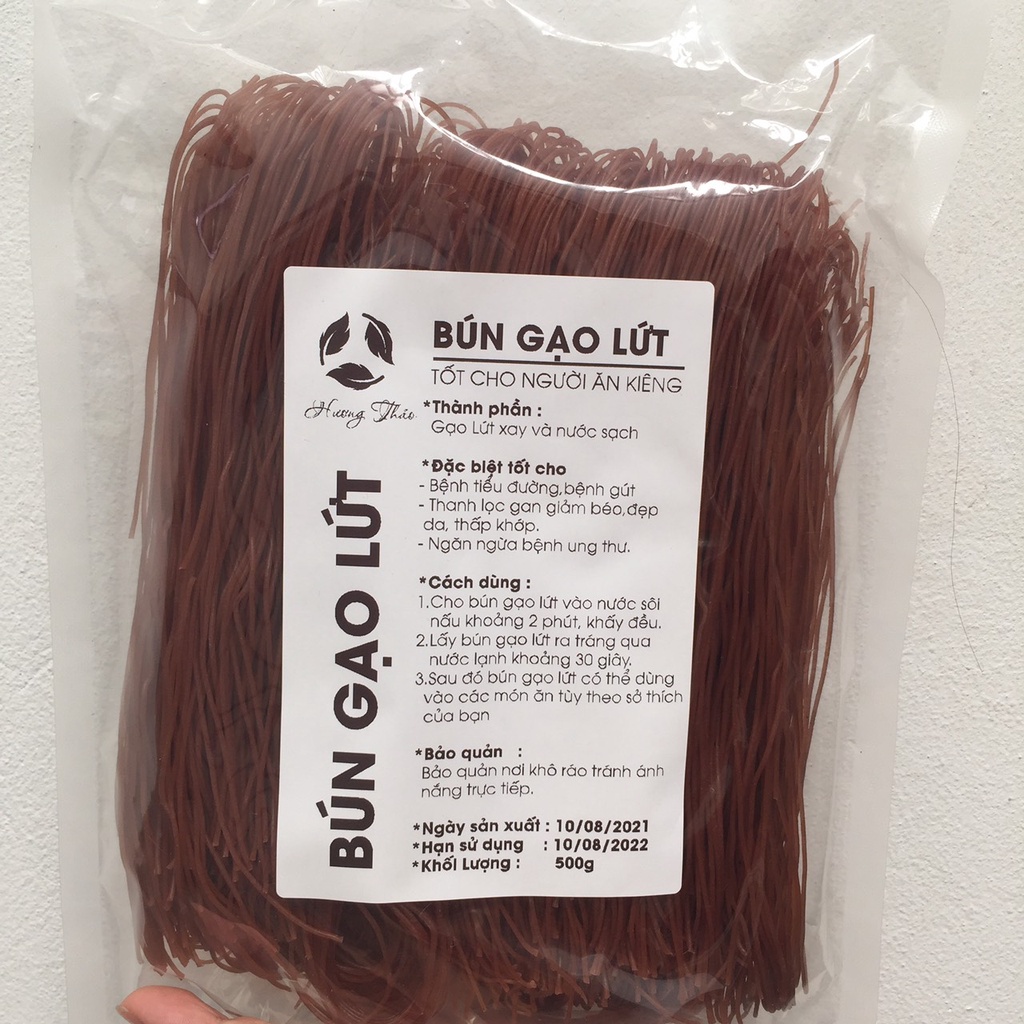 BÚN GẠO LỨT
TỐT CHO NGƯỜI ĂN KIÊNG
Hương Thảo
*Thành phần :
Gạo Lứt xay và nước sạch
*Đặc biệt tốt cho
- Bệnh tiểu đường,bệnh gút
- Thanh lọc gan giảm béo,đẹp
da, thấp khớp.
- Ngăn ngừa bệnh ung thư.
*Cách dùng :
1.Cho bún gạo lứt vào nước sôi
nấu khoảng 2 phút, khấy đều.
2.Lấy bún gạo lứt ra tráng qua
nước lạnh khoảng 30 giây.
3.Sau đó bún gạo lứt có thể dùng
vào các món ăn tùy theo sở thích
của bạn
*Bảo quản :
Bảo quản nơi khô ráo tránh ánh
nắng trực tiếp.
*Ngày sản xuất : 10/08/2021
*Hạn sử dụng : 10/08/2022
*Khối Lượng : 500g
BÚN GẠO LỨT